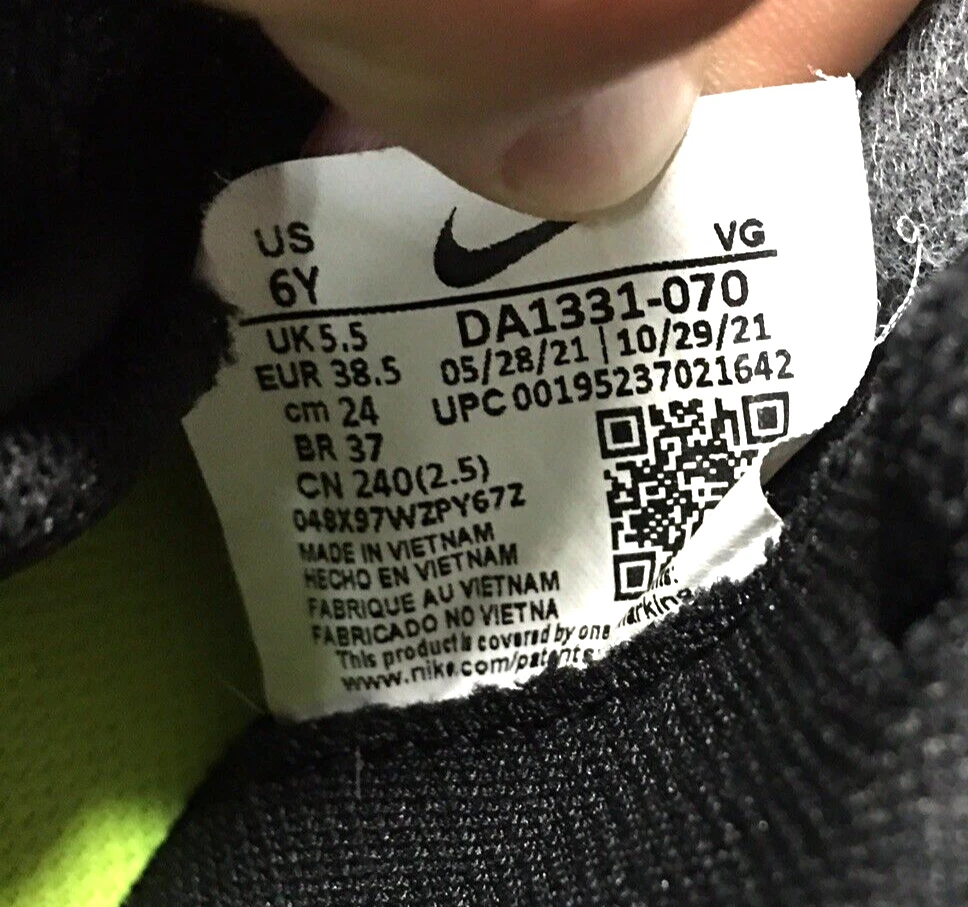 US
VG
6Y
DA1331-070
UK 5.5
05/28/21 | 10/29/21
EUR 38.5
UPC 00195237021642
cm 24
BR 37
CN 240(2.5)
048X97WZPY67Z
MADE IN VIETNAM
HECHO EN VIETNAM
FABRIQUE AU VIETNAM
FABRICADO NO VIETNA
This product is covered by one
www.nike.com/patents